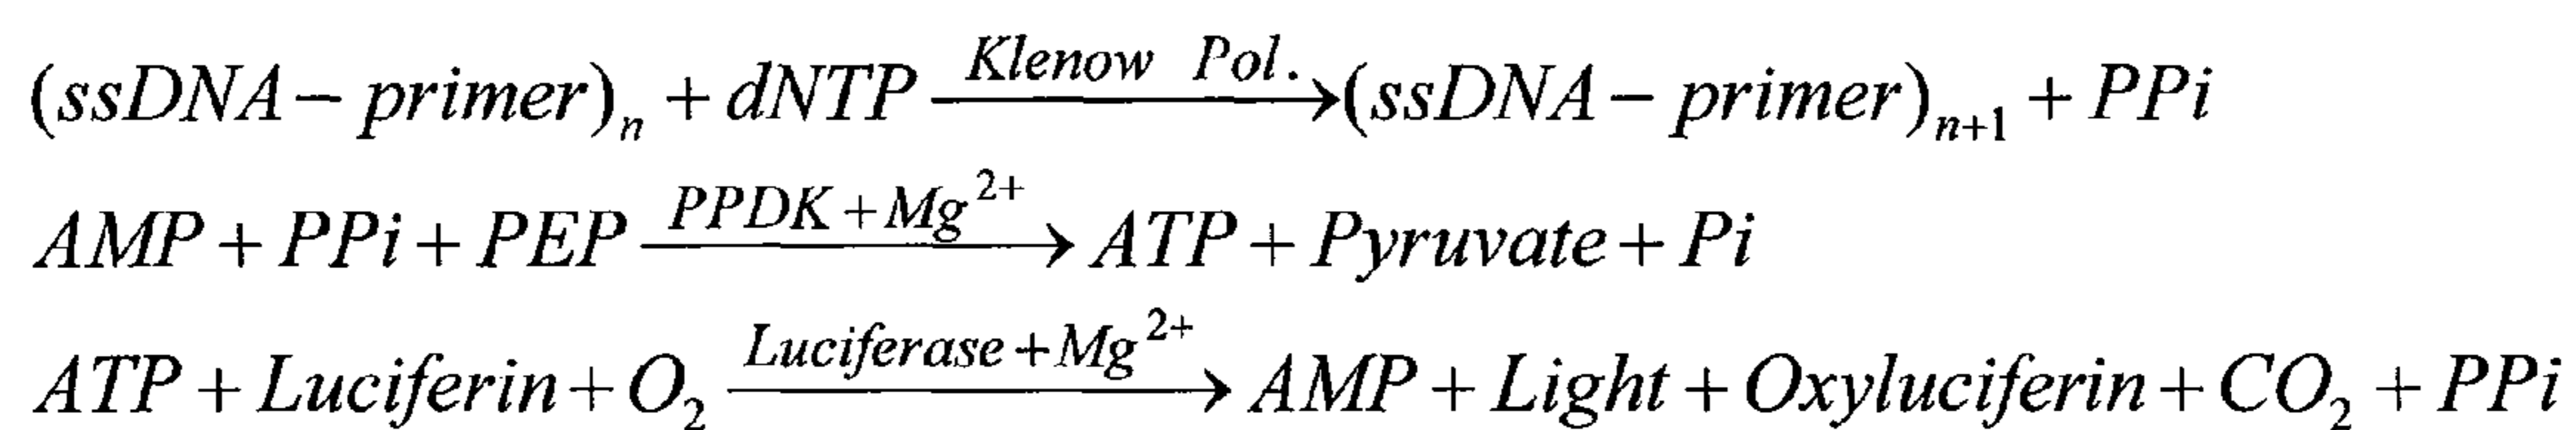 (ssDNA − primer)ₙ + dNTP —Klenow Pol.→ (ssDNA − primer)ₙ₊₁ + PPi
AMP + PPi + PEP —PPDK + Mg²⁺→ ATP + Pyruvate + Pi
ATP + Luciferin + O₂ —Luciferase + Mg²⁺→ AMP + Light + Oxyluciferin + CO₂ + PPi